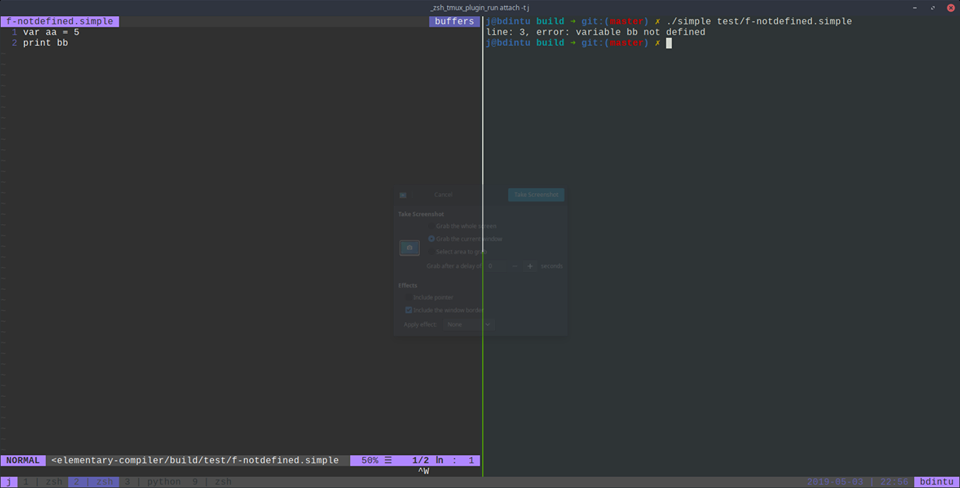 _zsh_tmux_plugin_run attach -t j
f-notdefined.simple buffers
1 var aa = 5
2 print bb
j@bdintu build ➜ git:(master) ✗ ./simple test/f-notdefined.simple
line: 3, error: variable bb not defined
j@bdintu build ➜ git:(master) ✗
Cancel Take Screenshot
Take Screenshot
Grab the whole screen
Grab the current window
Select area to grab
Grab after a delay of 0 - + seconds
Effects
Include pointer
Include the window border
Apply effect: None
NORMAL <elementary-compiler/build/test/f-notdefined.simple 50% ☰ 1/2 ln : 1
^W
j 1 | zsh 2 | zsh 3 | python 9 | zsh 2019-05-03 | 22:56 bdintu